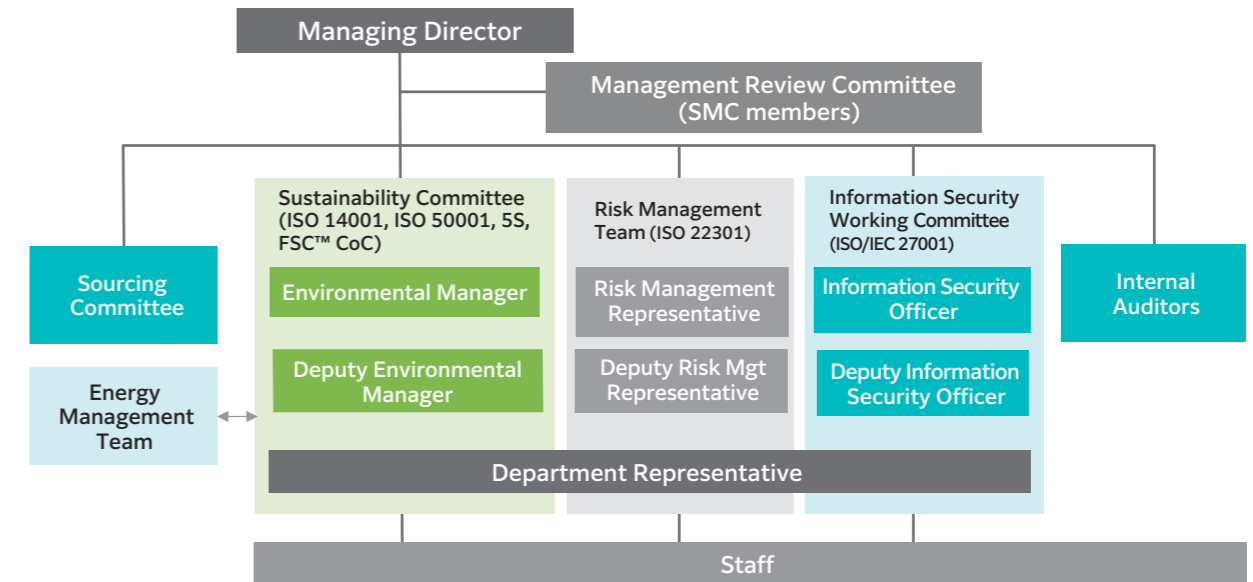 Managing Director
Management Review Committee
(SMC members)
Sustainability Committee
(ISO 14001, ISO 50001, 5S,
FSC™ CoC)
Risk Management
Team (ISO 22301)
Information Security
Working Committee
(ISO/IEC 27001)
Sourcing
Committee
Environmental Manager
Risk Management
Representative
Information Security
Officer
Internal
Auditors
Deputy Environmental
Manager
Deputy Risk Mgt
Representative
Deputy Information
Security Officer
Energy
Management
Team
Department Representative
Staff